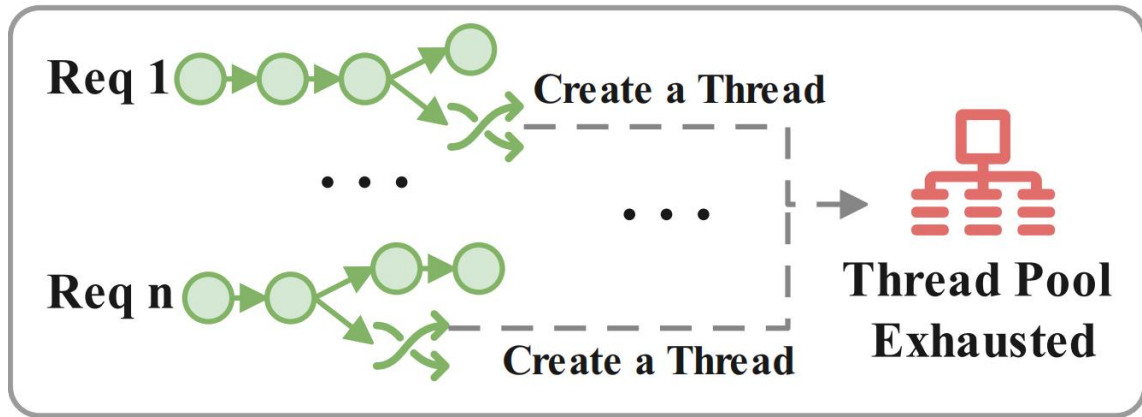 Req 1
Create a Thread
. . .
. . .
Req n
Create a Thread
Thread Pool
Exhausted